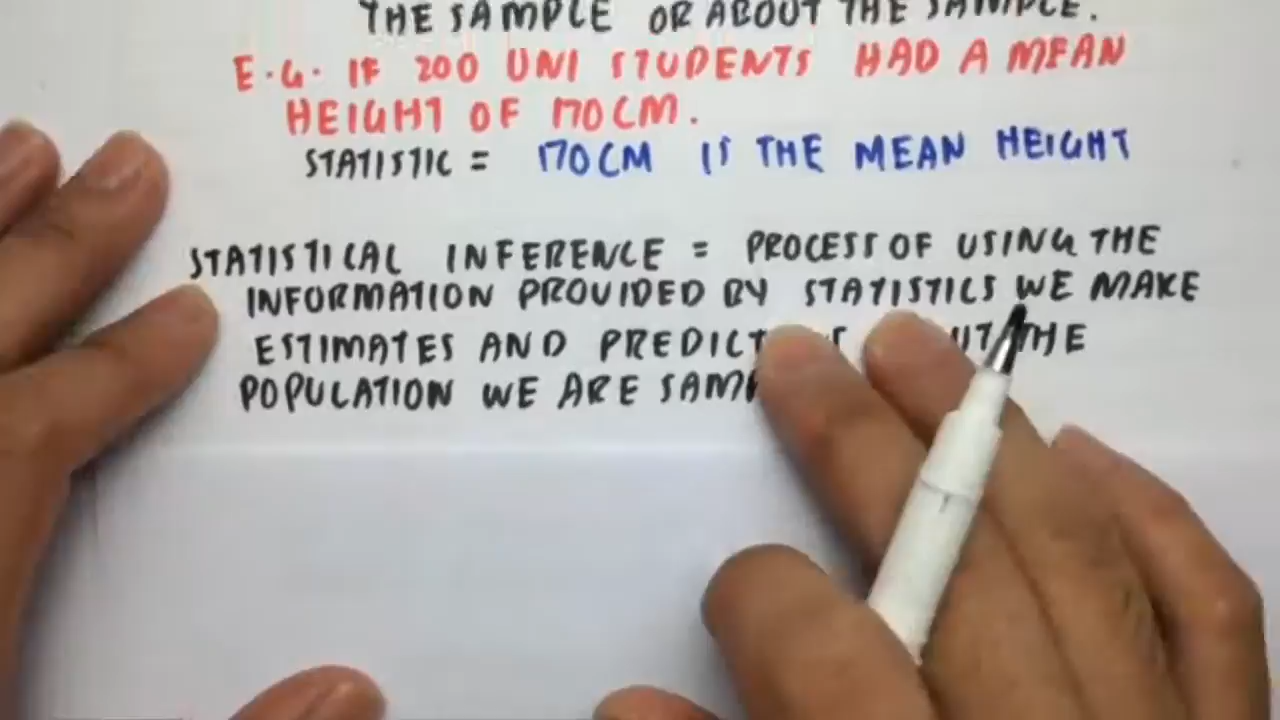 THE SAMPLE OR ABOUT THE SAMPLE.
E.G. IF 200 UNI STUDENTS HAD A MEAN
HEIGHT OF 170CM.
STATISTIC = 170CM IS THE MEAN HEIGHT
STATISTICAL INFERENCE = PROCESS OF USING THE
INFORMATION PROVIDED BY STATISTICS WE MAKE
ESTIMATES AND THE
POPULATION WE ARE